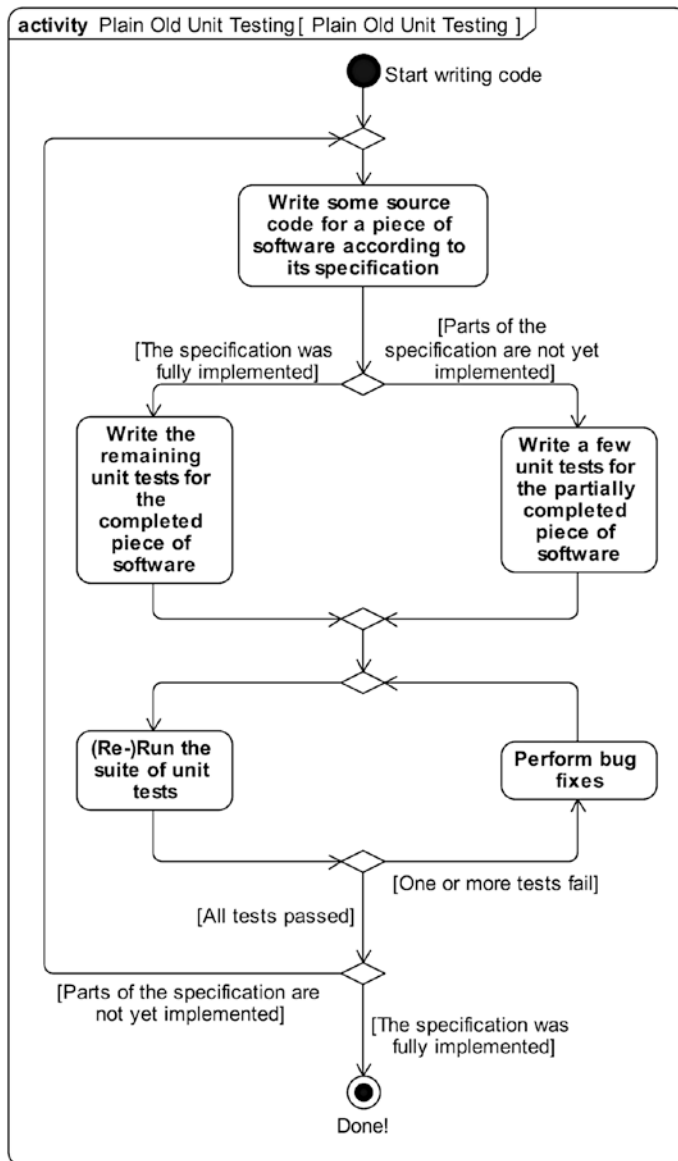 activity Plain Old Unit Testing[ Plain Old Unit Testing ]
Start writing code
Write some source
code for a piece of
software according to
its specification
[The specification was
fully implemented]
[Parts of the
specification are not yet
implemented]
Write the
remaining
unit tests for
the
completed
piece of
software
Write a few
unit tests for
the partially
completed
piece of
software
(Re-)Run the
suite of unit
tests
Perform bug
fixes
[One or more tests fail]
[All tests passed]
[Parts of the specification are
not yet implemented]
[The specification was
fully implemented]
Done!